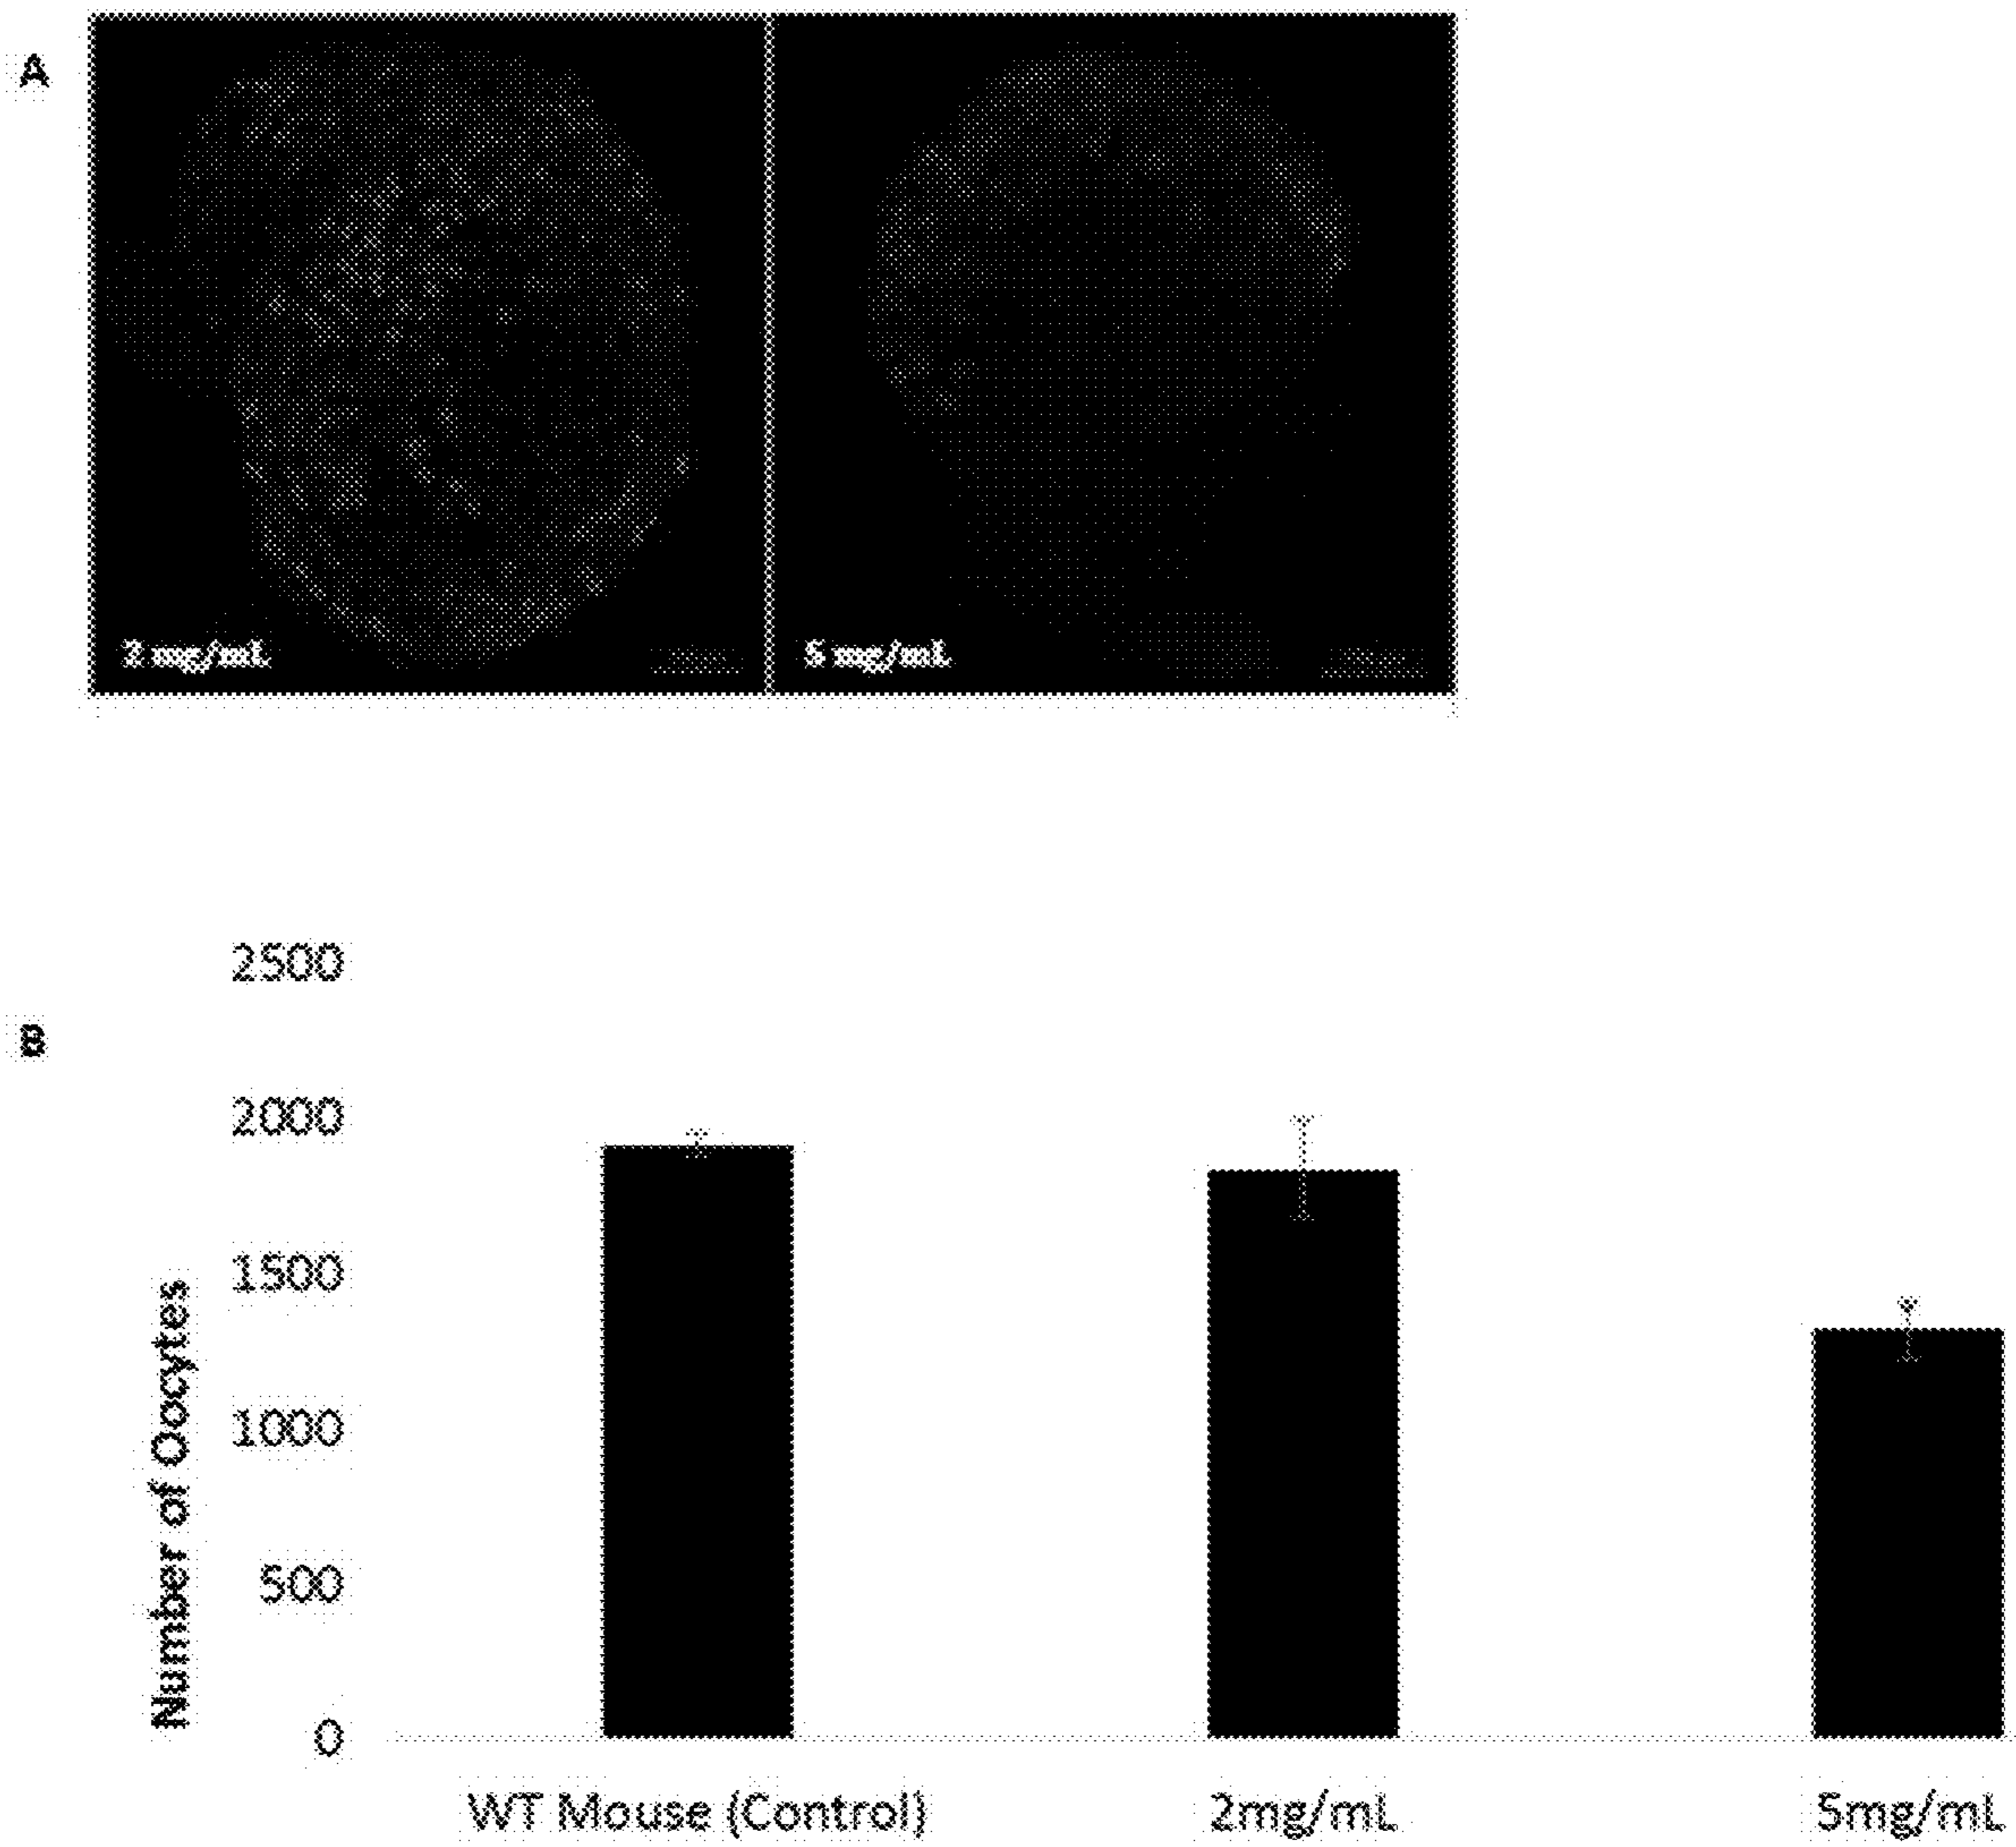 A
2 mg/mL
5 mg/mL
B
2500
2000
1500
1000
500
0
Number of Oocytes
WT Mouse (Control)
2mg/mL
5mg/mL